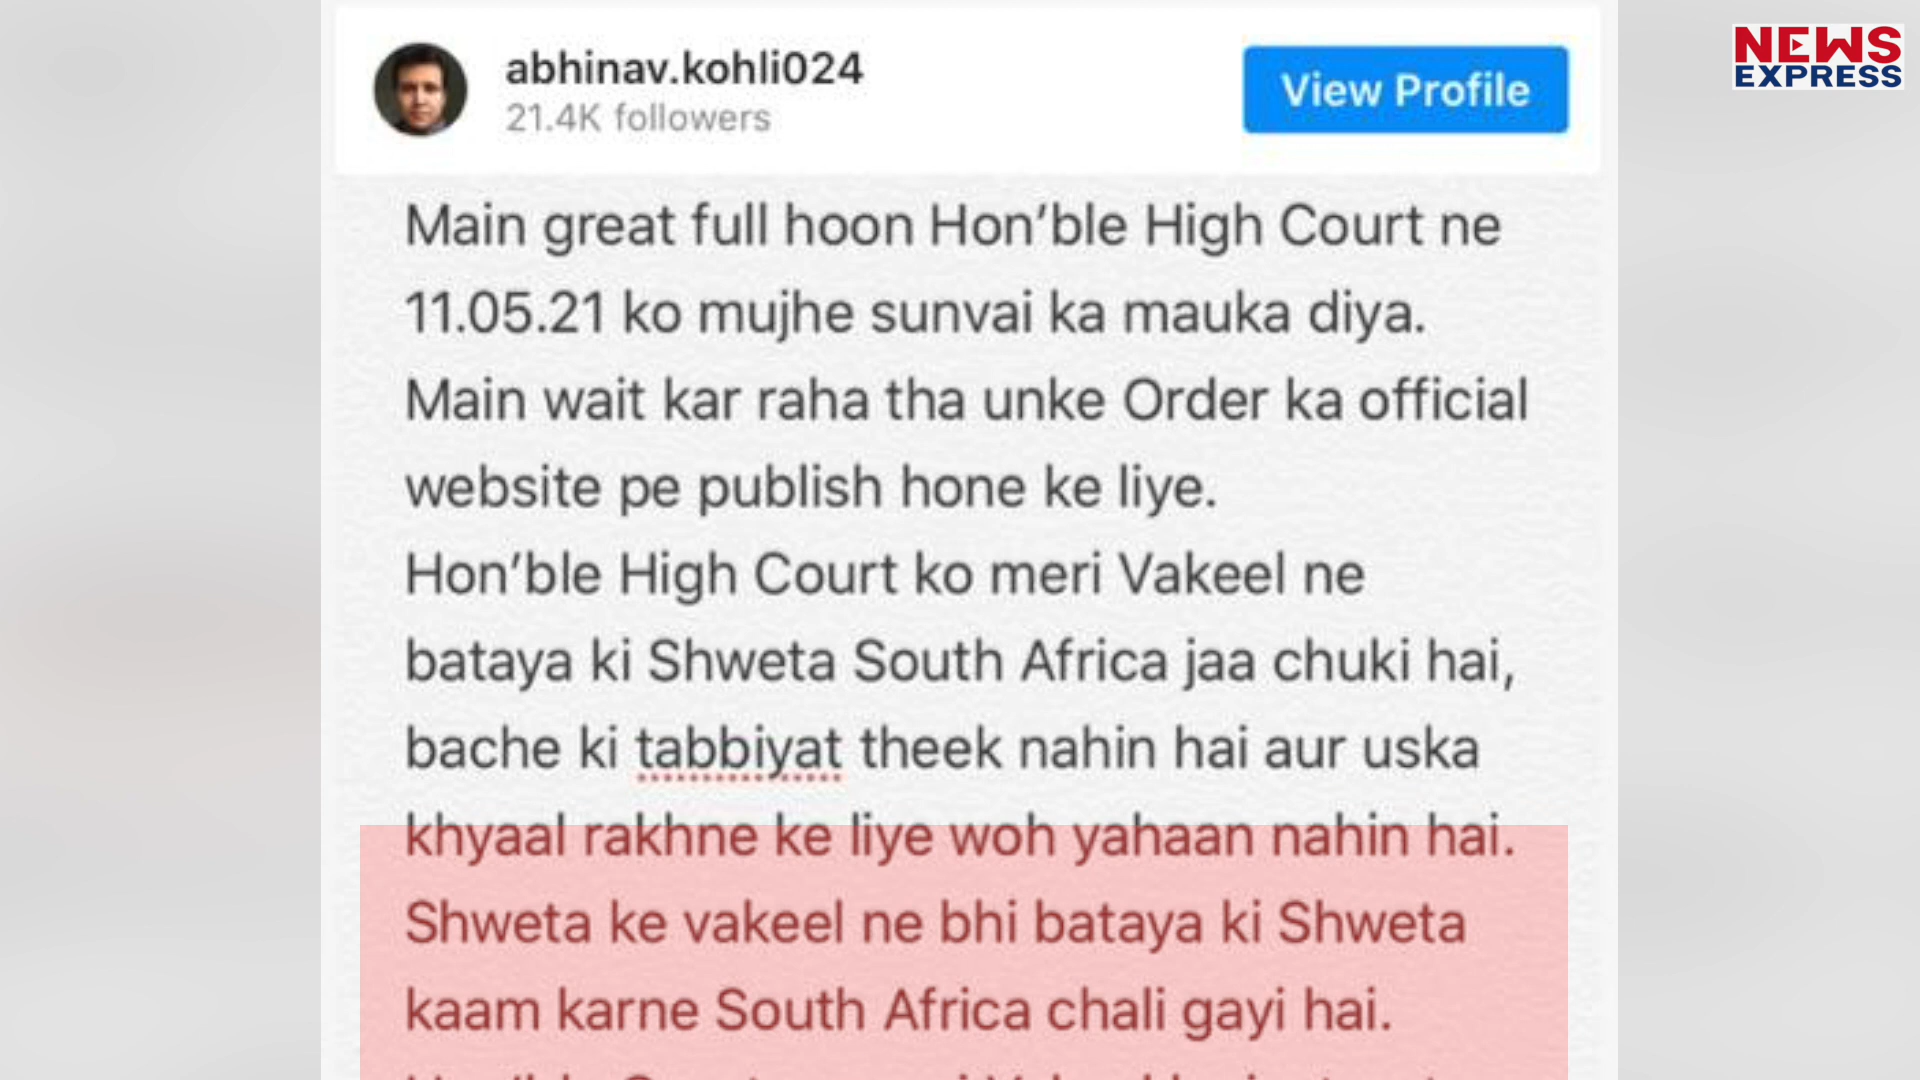 abhinav.kohli024
21.4K followers
View Profile
NEWS
EXPRESS
Main great full hoon Hon'ble High Court ne
11.05.21 ko mujhe sunvai ka mauka diya.
Main wait kar raha tha unke Order ka official
website pe publish hone ke liye.
Hon'ble High Court ko meri Vakeel ne
bataya ki Shweta South Africa jaa chuki hai,
bache ki tabbiyat theek nahin hai aur uska
khyaal rakhne ke liye woh yahaan nahin hai.
Shweta ke vakeel ne bhi bataya ki Shweta
kaam karne South Africa chali gayi hai.